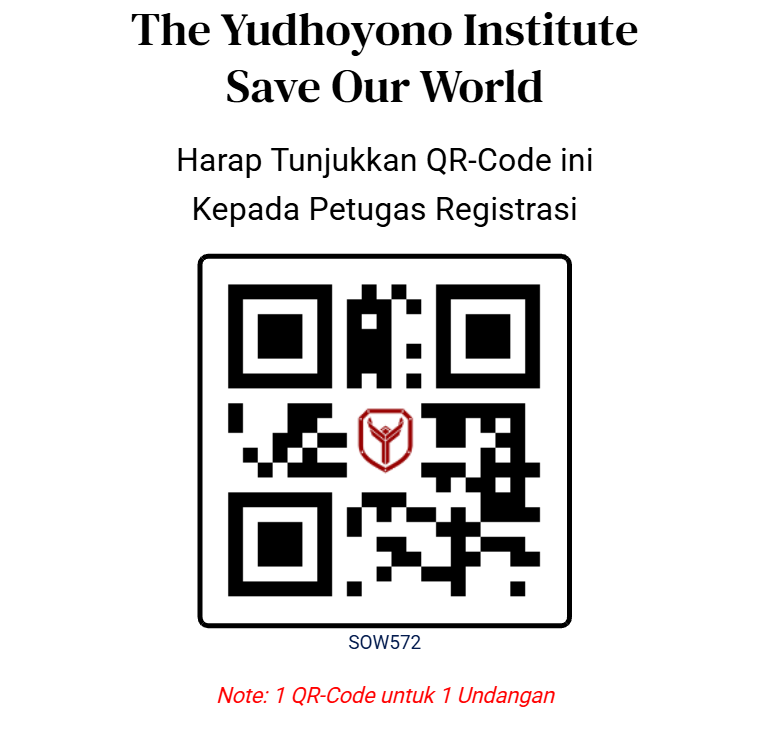 The Yudhoyono Institute
Save Our World
Harap Tunjukkan QR-Code ini
Kepada Petugas Registrasi
SOW572
Note: 1 QR-Code untuk 1 Undangan